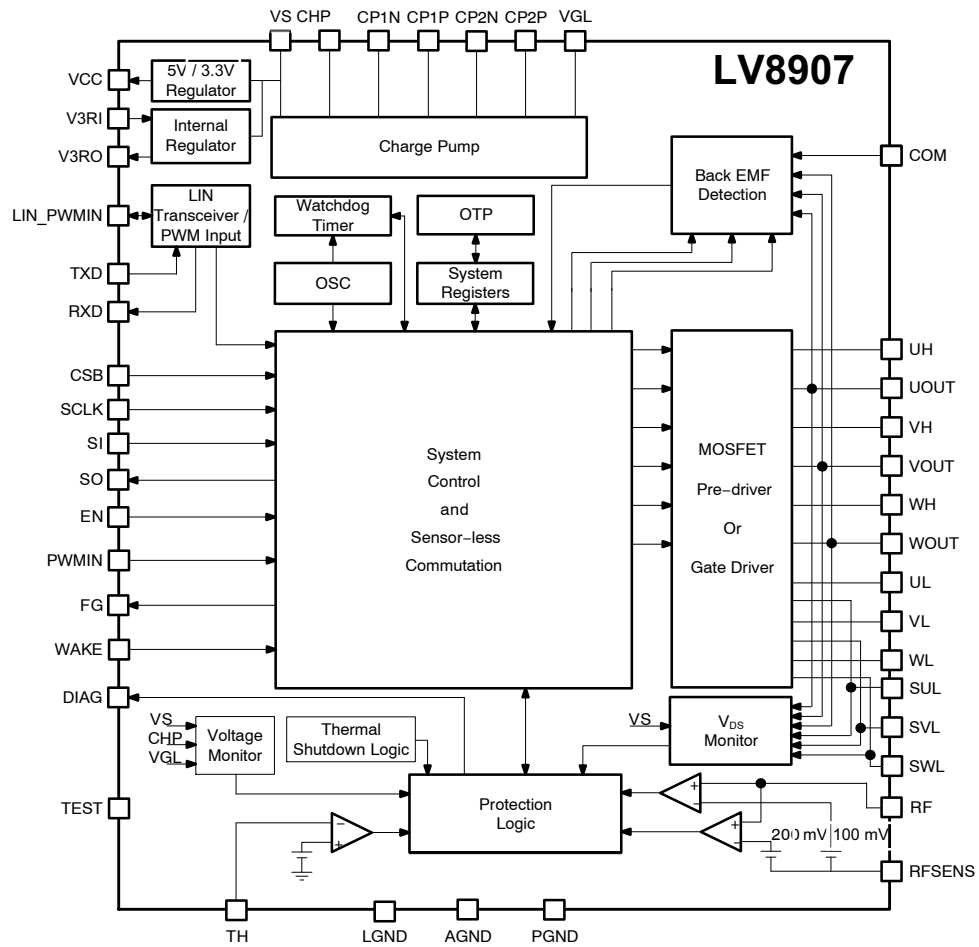 VS CHP CP1N CP1P CP2N CP2P VGL
LV8907
VCC
5V / 3.3V
Regulator
V3RI
Internal
Regulator
V3RO
Charge Pump
Back EMF
Detection
COM
LIN_PWMIN
LIN
Transceiver /
PWM Input
Watchdog
Timer
OTP
TXD
OSC
System
Registers
RXD
CSB
SCLK
SI
SO
EN
PWMIN
FG
WAKE
DIAG
System
Control
and
Sensor−less
Commutation
MOSFET
Pre−driver
Or
Gate Driver
UH
UOUT
VH
VOUT
WH
WOUT
UL
VL
WL
SUL
SVL
SWL
VS
CHP
VGL
Voltage
Monitor
Thermal
Shutdown Logic
VS
VDS
Monitor
TEST
Protection
Logic
− +
+ −
+ −
RF
200 mV 100 mV
RFSENS
TH LGND AGND PGND